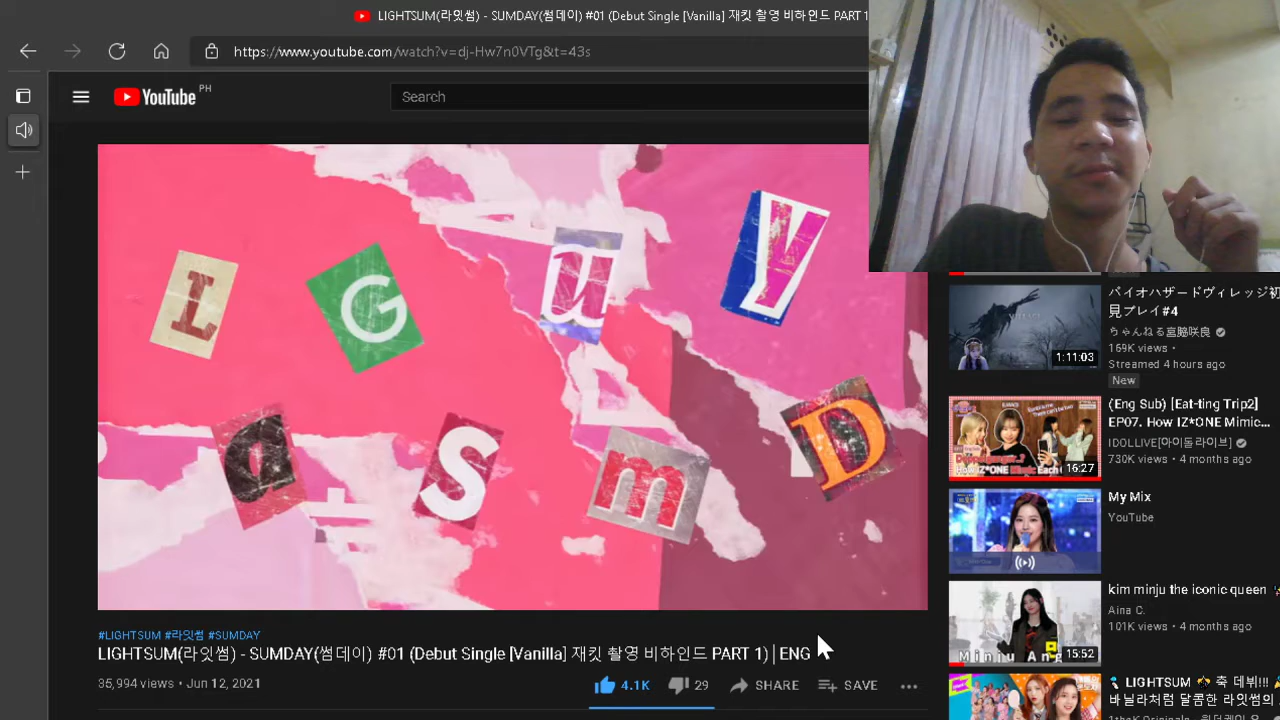 LIGHTSUM(라잇썸) - SUMDAY(썸데이) #01 (Debut Single [Vanilla] 재킷 촬영 비하인드 PART 1
https://www.youtube.com/watch?v=dj-Hw7n0VTg&t=43s
YouTube PH
Search
L G u y
a S m D
#LIGHTSUM #라잇썸 #SUMDAY
LIGHTSUM(라잇썸) - SUMDAY(썸데이) #01 (Debut Single [Vanilla] 재킷 촬영 비하인드 PART 1) | ENG
35,994 views • Jun 12, 2021
4.1K 29 SHARE SAVE
バイオハザードヴィレッジ初
見プレイ#4
169K views •
Streamed 4 hours ago
New
1:11:03
(Eng Sub) [Eat-ting Trip2]
EP07. How IZ*ONE Mimic...
IDOLLIVE[아이돌라이브]
730K views • 4 months ago
16:27
My Mix
YouTube
kim minju the iconic queen
Aina C.
101K views • 4 months ago
15:52
LIGHTSUM 축 데뷔!!!
바닐라처럼 달콤한 라잇썸의